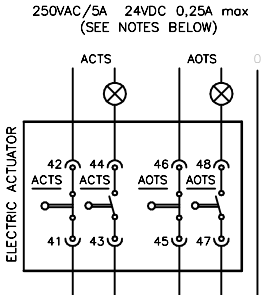 250VAC/5A 24VDC 0,25A max
(SEE NOTES BELOW)
ACTS AOTS 0
ELECTRIC ACTUATOR
42 44 46 48
ACTS ACTS AOTS AOTS
41 43 45 47